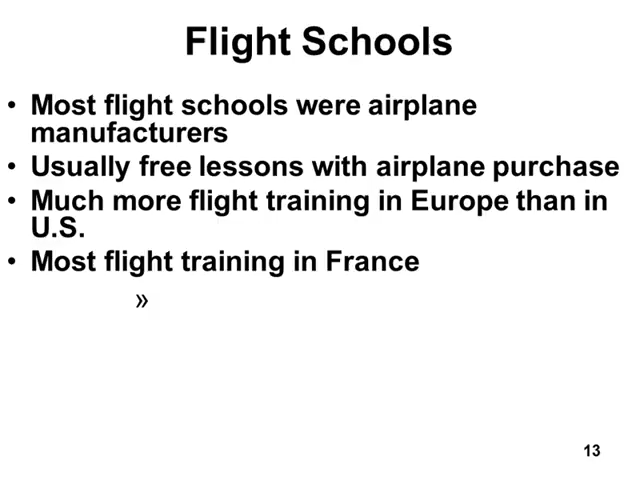 Flight Schools
• Most flight schools were airplane
manufacturers
• Usually free lessons with airplane purchase
• Much more flight training in Europe than in
U.S.
• Most flight training in France
»
13